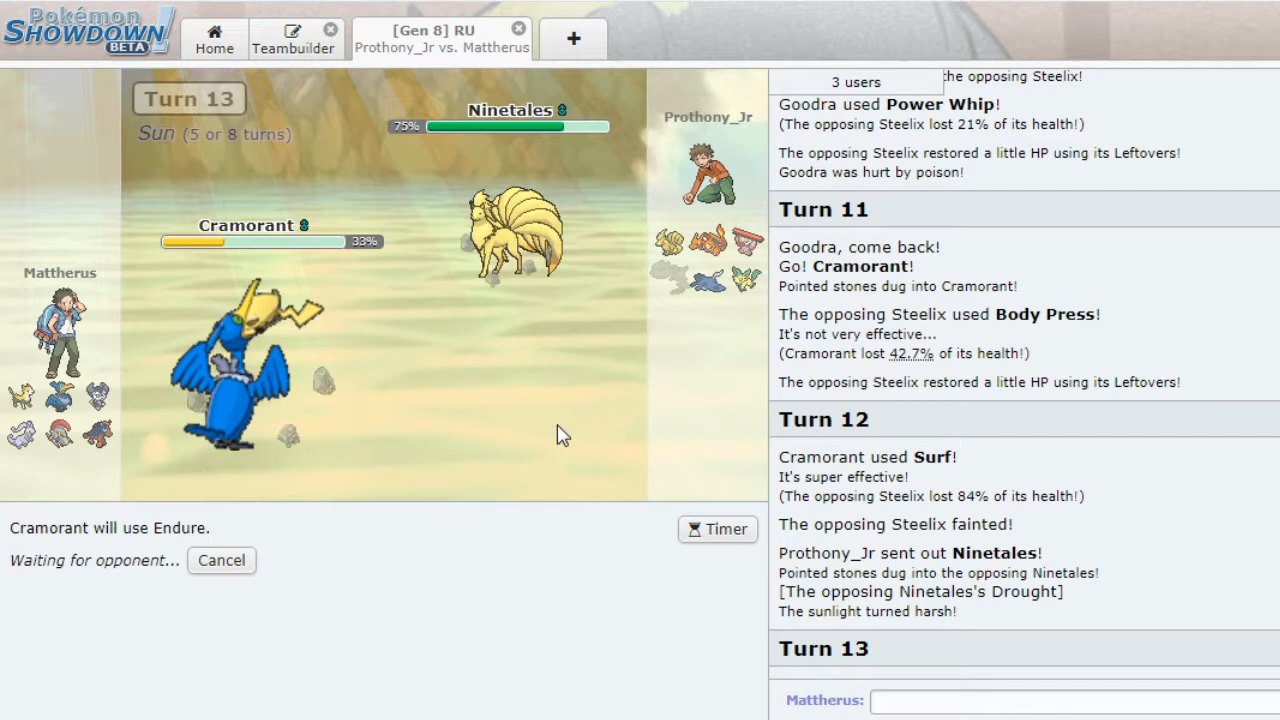 Pokémon
SHOWDOWN!
BETA
Home
Teambuilder
[Gen 8] RU
Prothony_Jr vs. Mattherus
+
Turn 13
Sun (5 or 8 turns)
Ninetales
75%
Cramorant
33%
Mattherus
Prothony_Jr
Cramorant will use Endure.
Waiting for opponent...
Cancel
Timer
3 users
the opposing Steelix!
Goodra used Power Whip!
(The opposing Steelix lost 21% of its health!)
The opposing Steelix restored a little HP using its Leftovers!
Goodra was hurt by poison!
Turn 11
Goodra, come back!
Go! Cramorant!
Pointed stones dug into Cramorant!
The opposing Steelix used Body Press!
It's not very effective...
(Cramorant lost 42.7% of its health!)
The opposing Steelix restored a little HP using its Leftovers!
Turn 12
Cramorant used Surf!
It's super effective!
(The opposing Steelix lost 84% of its health!)
The opposing Steelix fainted!
Prothony_Jr sent out Ninetales!
Pointed stones dug into the opposing Ninetales!
[The opposing Ninetales's Drought]
The sunlight turned harsh!
Turn 13
Mattherus: